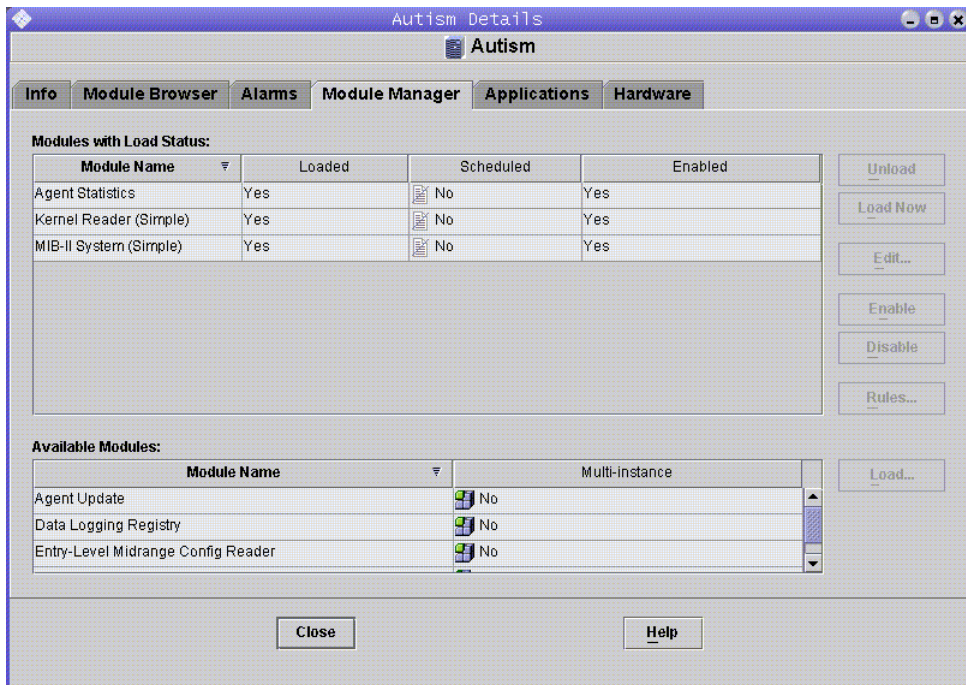 Autism Details
Autism
Info Module Browser Alarms Module Manager Applications Hardware
Modules with Load Status:
Module Name Loaded Scheduled Enabled
Agent Statistics Yes No Yes
Kernel Reader (Simple) Yes No Yes
MIB-II System (Simple) Yes No Yes
Unload
Load Now
Edit...
Enable
Disable
Rules...
Available Modules:
Module Name Multi-instance
Agent Update No
Data Logging Registry No
Entry-Level Midrange Config Reader No
Load...
Close Help